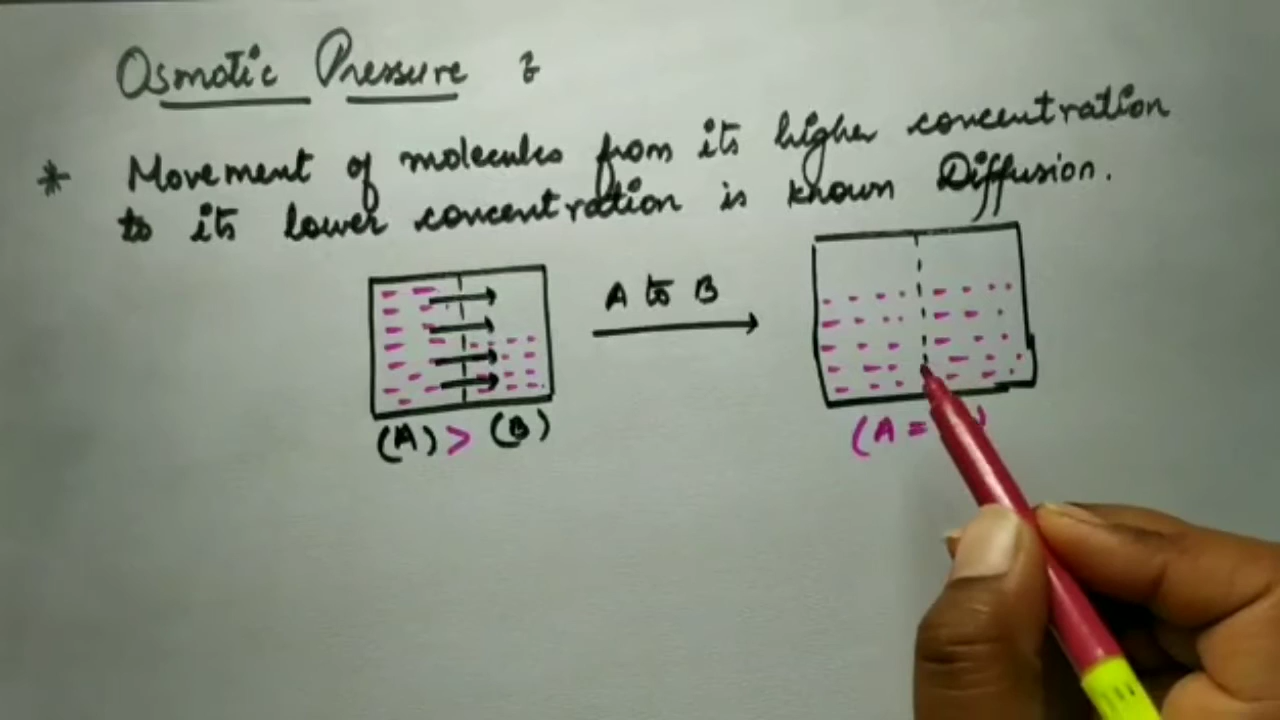 Osmotic Pressure :
* Movement of molecules from its higher concentration
to its lower concentration is known Diffusion.
A to B
(A) > (B)
(A = )